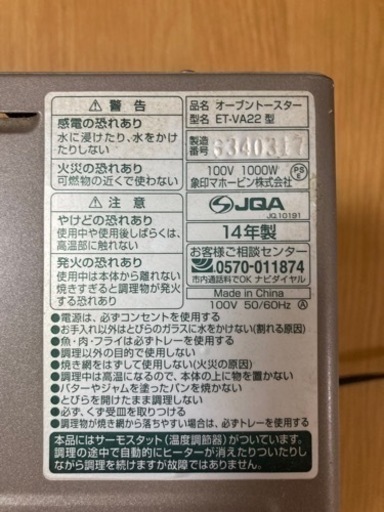 ⚠ 警告
感電の恐れあり
水に浸けたり、水をかけたりしない
火災の恐れあり
可燃物の近くで使わない
⚠ 注意
やけどの恐れあり
使用中や使用後しばらくは、
高温部に触れない
発火の恐れあり
使用中は本体から離れない
焼きすぎると調理物が発火
する恐れあり
品名 オーブントースター
型名 ET-VA22型
製造番号 6340317
100V 1000W
PS E
象印マホービン株式会社
JQA
JQ10191
14年製
お客様ご相談センター
0570-011874
市内通話料でOK ナビダイヤル
Made in China
100V 50/60Hz Ⓐ
●電源は、必ずコンセントを使用する
●お手入れ以外はとびらのガラスに水をかけない(割れる原因)
●魚・肉・フライは必ずトレーを使用する
●調理以外の目的で使用しない
●焼き網をはずして使用しない(火災の原因)
●調理中は高温になるので、本体の上に物を置かない
●バターやジャムを塗ったパンを焼かない
●とびらを開けたまま使用しない
●必ず、くず受皿を取りつける
●調理物が焼き網から落ちやすい場合は、必ずトレーを使用する
本品にはサーモスタット(温度調節器)がついています。
調理の途中で自動的にヒーターが消えたりついたりし
ながら調理を続けますが故障ではありません。